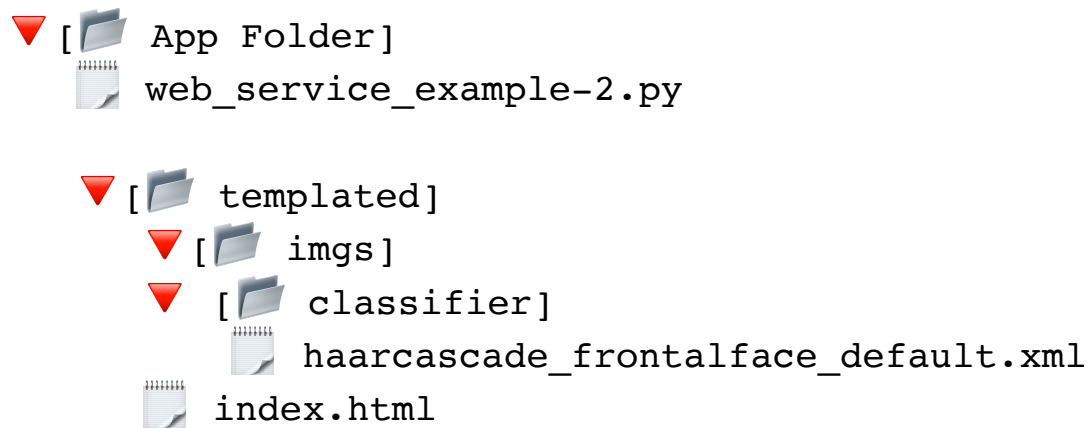 [ App Folder]
web_service_example-2.py
[ templated]
[ imgs]
[ classifier]
haarcascade_frontalface_default.xml
index.html